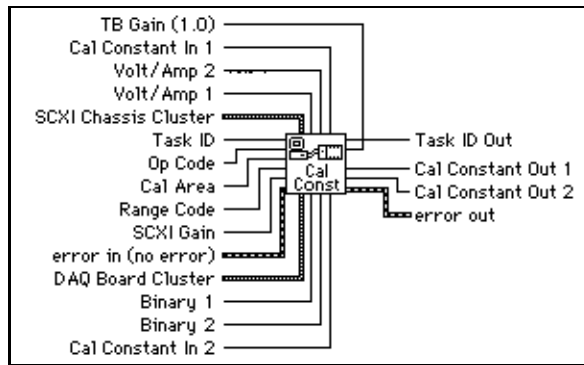 TB Gain (1.0)
Cal Constant In 1
Volt/Amp 2
Volt/Amp 1
SCXI Chassis Cluster
Task ID
Op Code
Cal Area
Range Code
SCXI Gain
error in (no error)
DAQ Board Cluster
Binary 1
Binary 2
Cal Constant In 2
Cal
Const
Task ID Out
Cal Constant Out 1
Cal Constant Out 2
error out